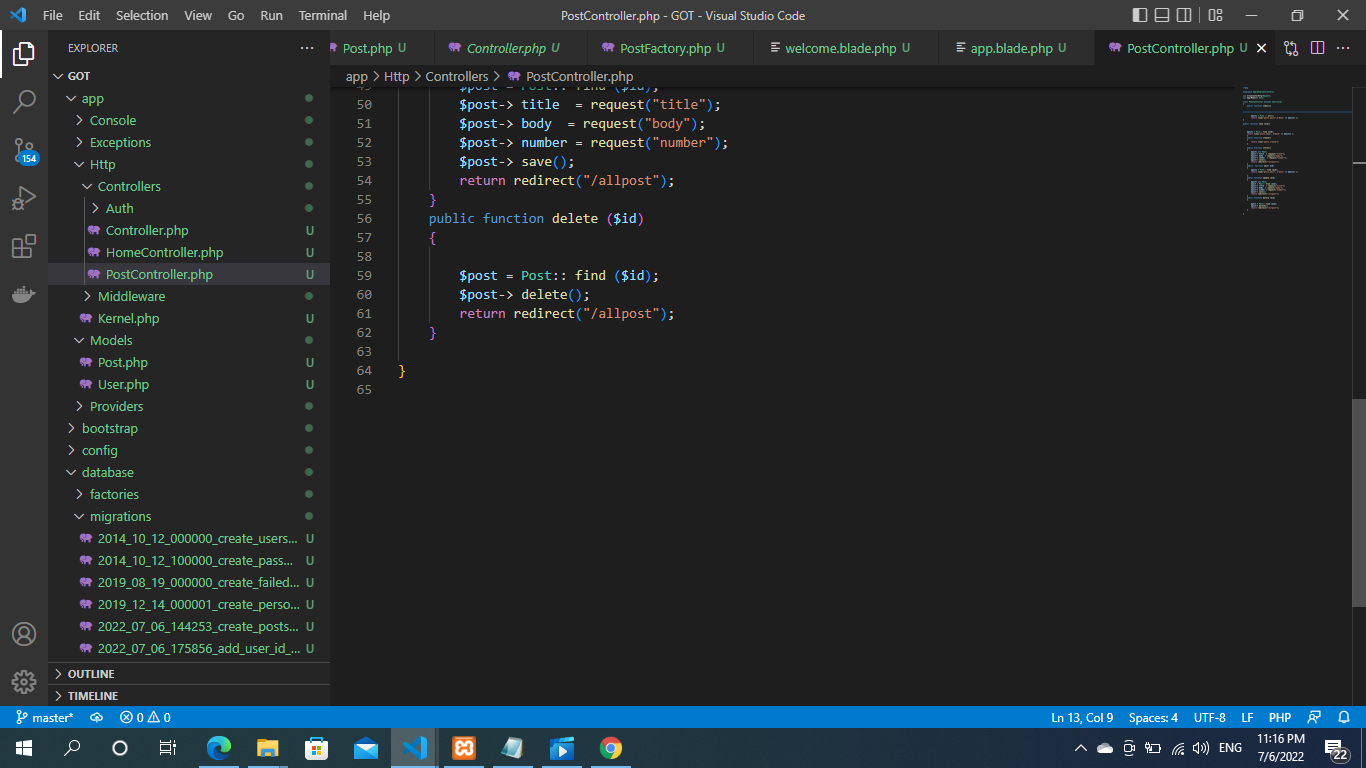 File Edit Selection View Go Run Terminal Help
PostController.php - GOT - Visual Studio Code
EXPLORER
Post.php U
Controller.php U
PostFactory.php U
welcome.blade.php U
app.blade.php U
PostController.php U
app > Http > Controllers > PostController.php
GOT
app
Console
Exceptions
Http
Controllers
Auth
Controller.php U
HomeController.php U
PostController.php U
Middleware
Kernel.php U
Models
Post.php U
User.php U
Providers
bootstrap
config
database
factories
migrations
2014_10_12_000000_create_users... U
2014_10_12_100000_create_pass... U
2019_08_19_000000_create_failed... U
2019_12_14_000001_create_perso... U
2022_07_06_144253_create_posts... U
2022_07_06_175856_add_user_id_... U
OUTLINE
TIMELINE
154
49 $post = Post:: find ($id);
50 $post-> title  = request("title");
51 $post-> body  = request("body");
52 $post-> number = request("number");
53 $post-> save();
54 return redirect("/allpost");
55 }
56 public function delete ($id)
57 {
58
59 $post = Post:: find ($id);
60 $post-> delete();
61 return redirect("/allpost");
62 }
63
64 }
65
master* 0 0
Ln 13, Col 9 Spaces: 4 UTF-8 LF PHP
ENG
11:16 PM
7/6/2022
22